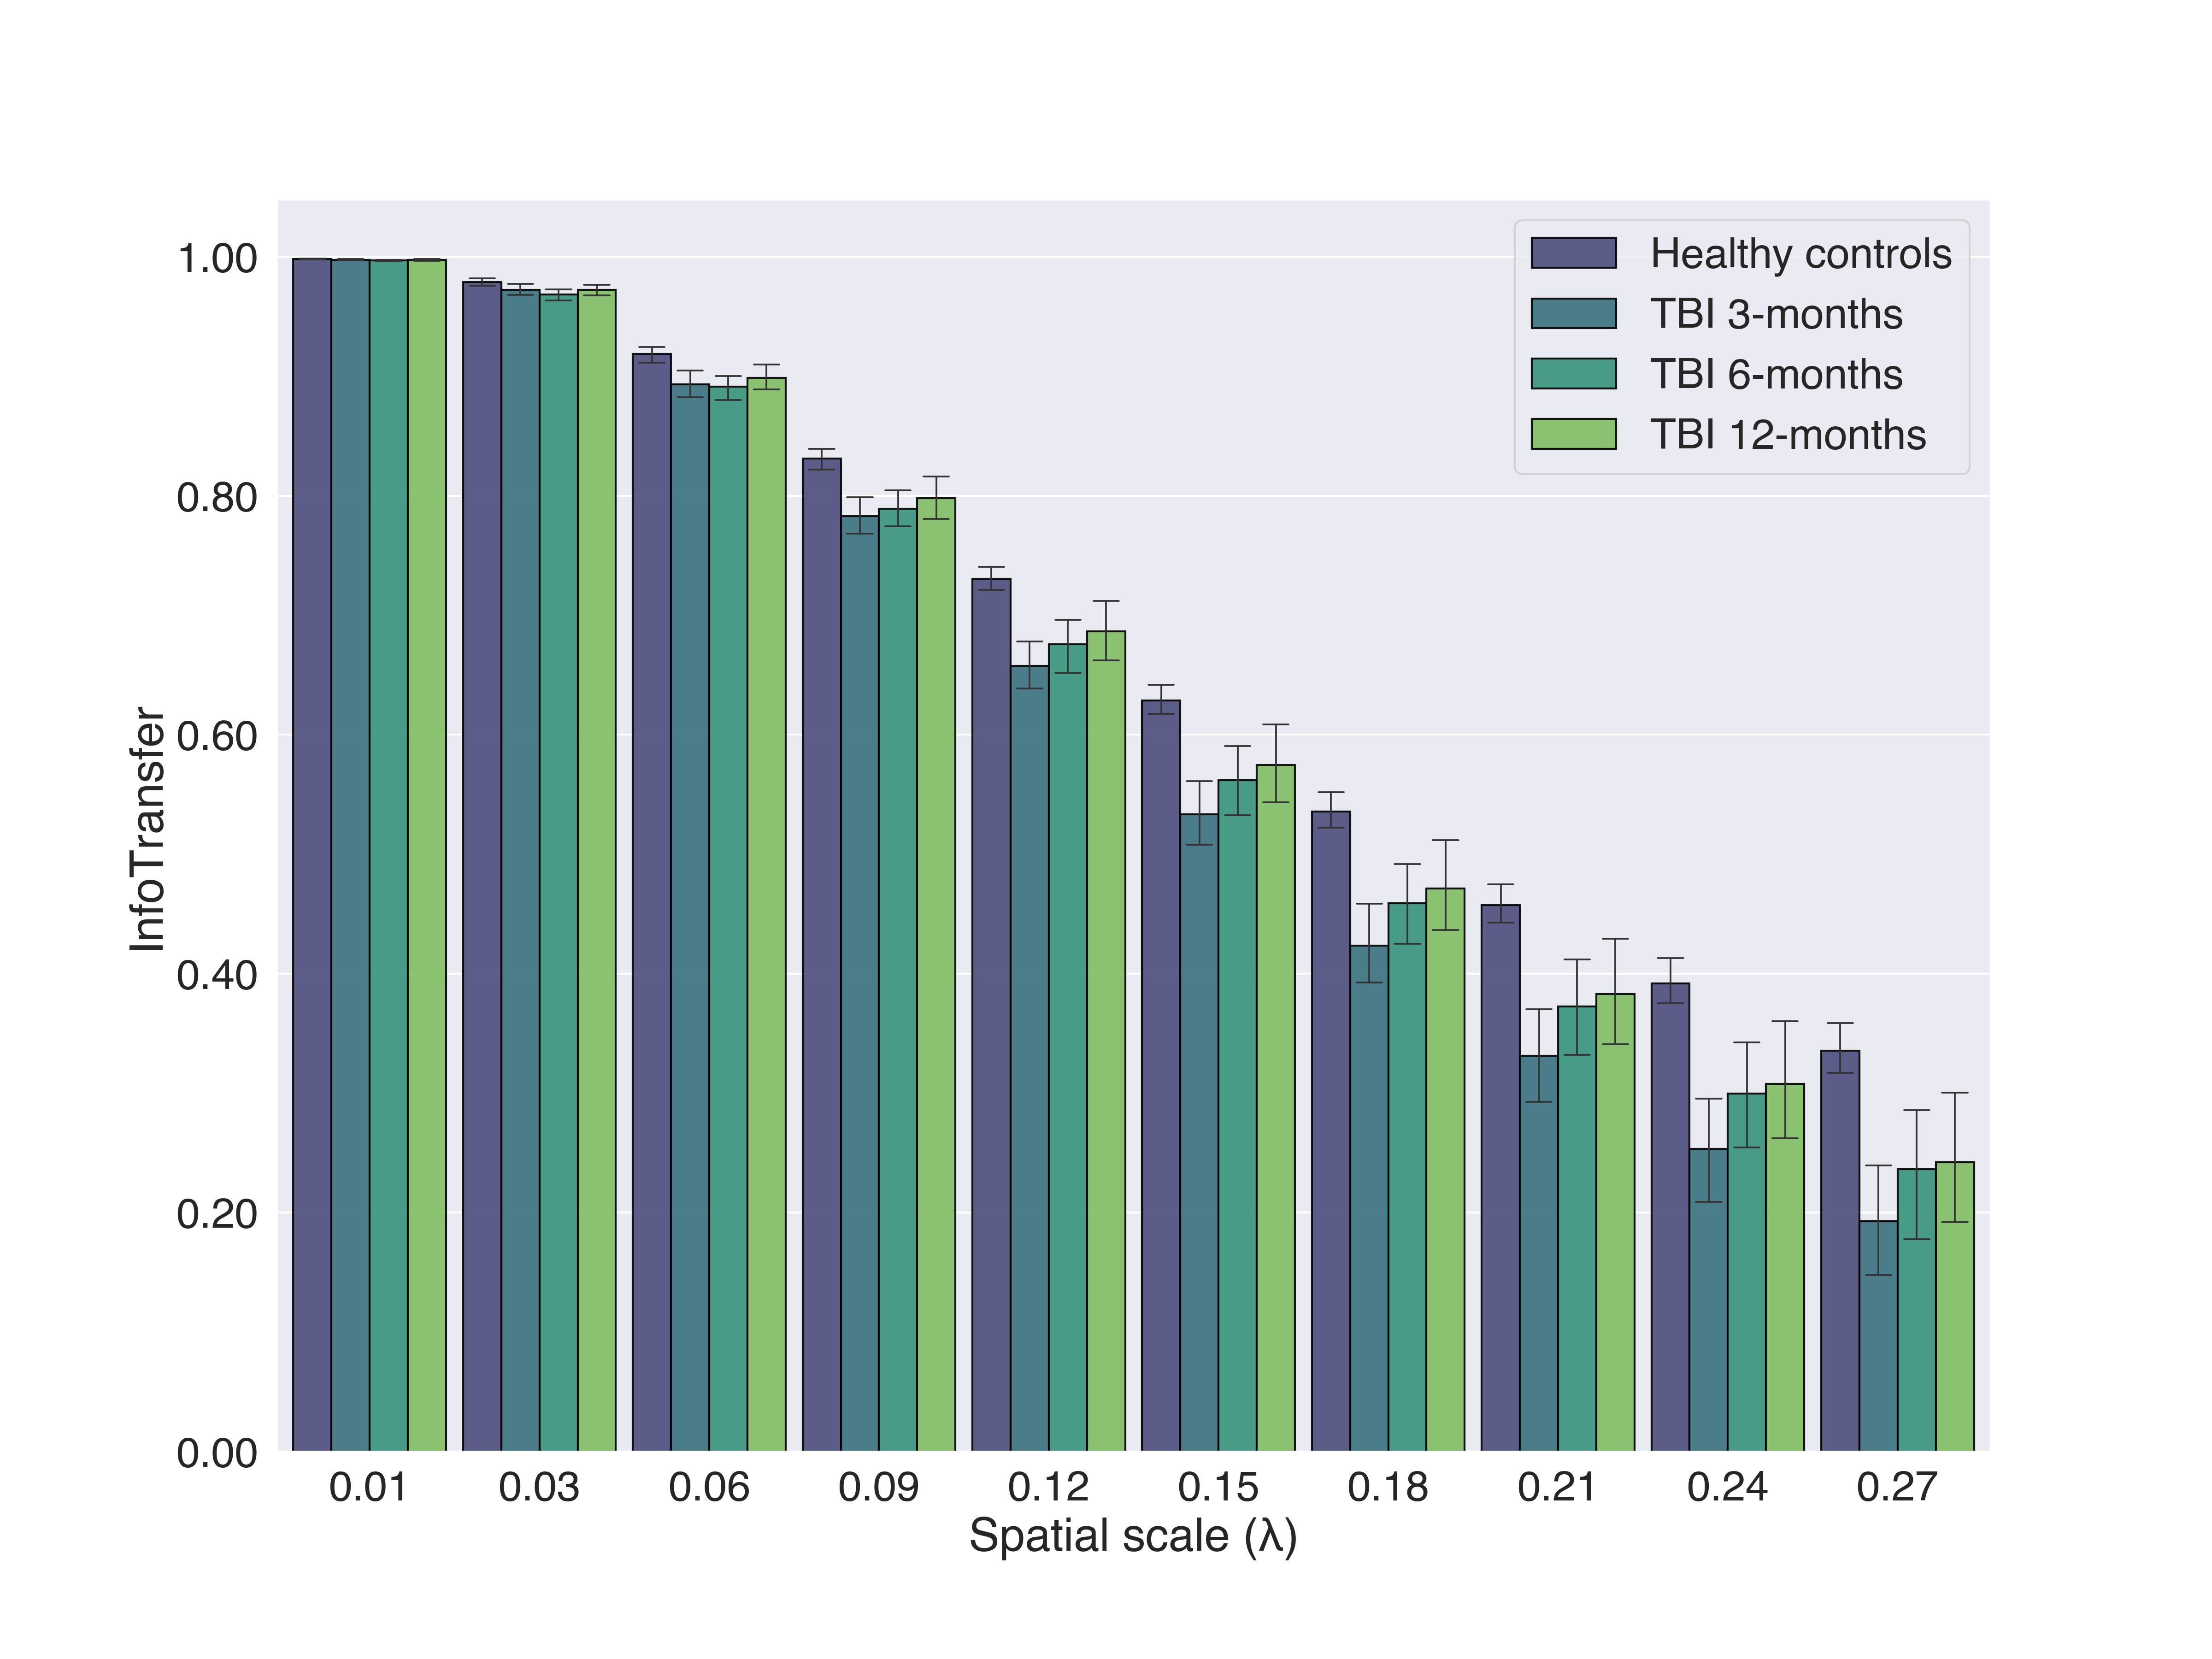 Healthy controls
TBI 3-months
TBI 6-months
TBI 12-months
InfoTransfer
1.00
0.80
0.60
0.40
0.20
0.00
0.01 0.03 0.06 0.09 0.12 0.15 0.18 0.21 0.24 0.27
Spatial scale (λ)